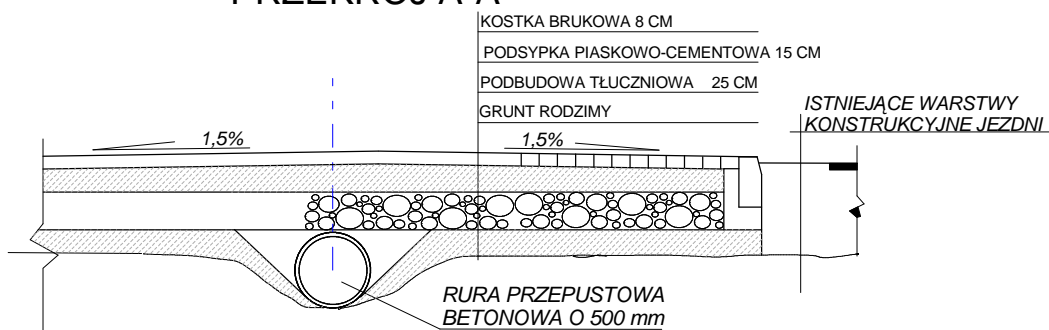 PRZEKRÓJ A-A
KOSTKA BRUKOWA 8 CM
PODSYPKA PIASKOWO-CEMENTOWA 15 CM
PODBUDOWA TŁUCZNIOWA 25 CM
GRUNT RODZIMY
ISTNIEJĄCE WARSTWY
KONSTRUKCYJNE JEZDNI
1,5%
1,5%
RURA PRZEPUSTOWA
BETONOWA O 500 mm